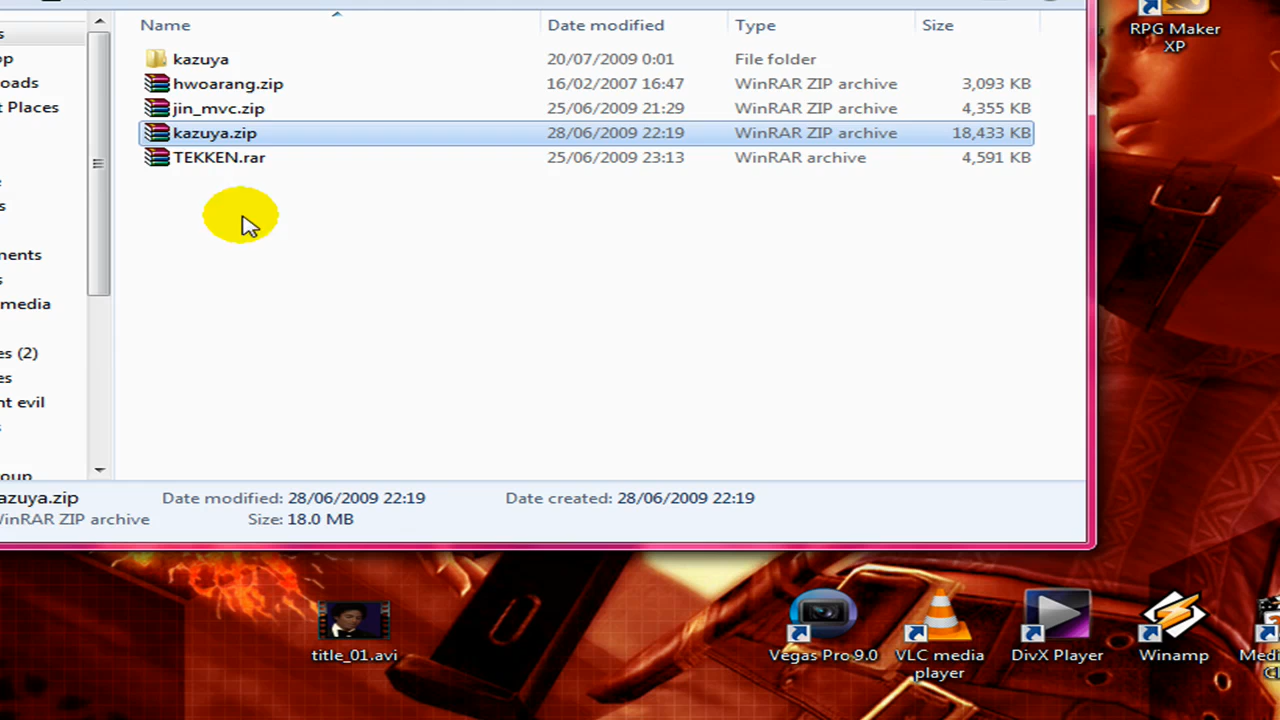 Name Date modified Type Size
kazuya 20/07/2009 0:01 File folder
hwoarang.zip 16/02/2007 16:47 WinRAR ZIP archive 3,093 KB
jin_mvc.zip 25/06/2009 21:29 WinRAR ZIP archive 4,355 KB
kazuya.zip 28/06/2009 22:19 WinRAR ZIP archive 18,433 KB
TEKKEN.rar 25/06/2009 23:13 WinRAR archive 4,591 KB
s
op
oads
t Places
e
s
nents
s
media
es (2)
es
nt evil
oup
azuya.zip Date modified: 28/06/2009 22:19 Date created: 28/06/2009 22:19
WinRAR ZIP archive Size: 18.0 MB
RPG Maker
XP
title_01.avi
Vegas Pro 9.0
VLC media
player
DivX Player
Winamp
Medi
Cl